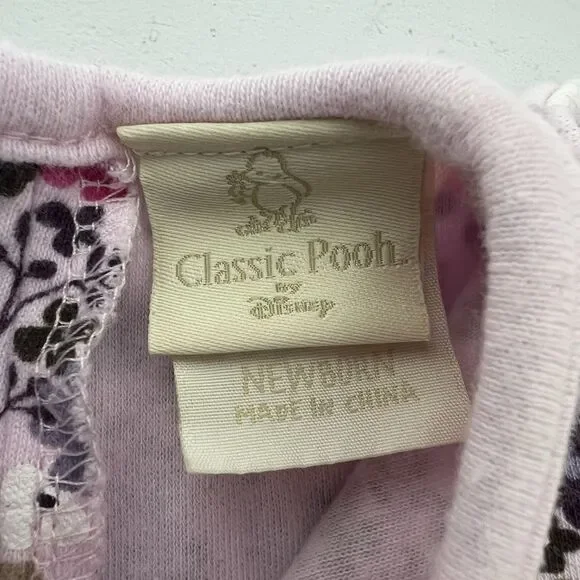 Classic Pooh.
BY
Disney
NEWBORN
MADE IN CHINA